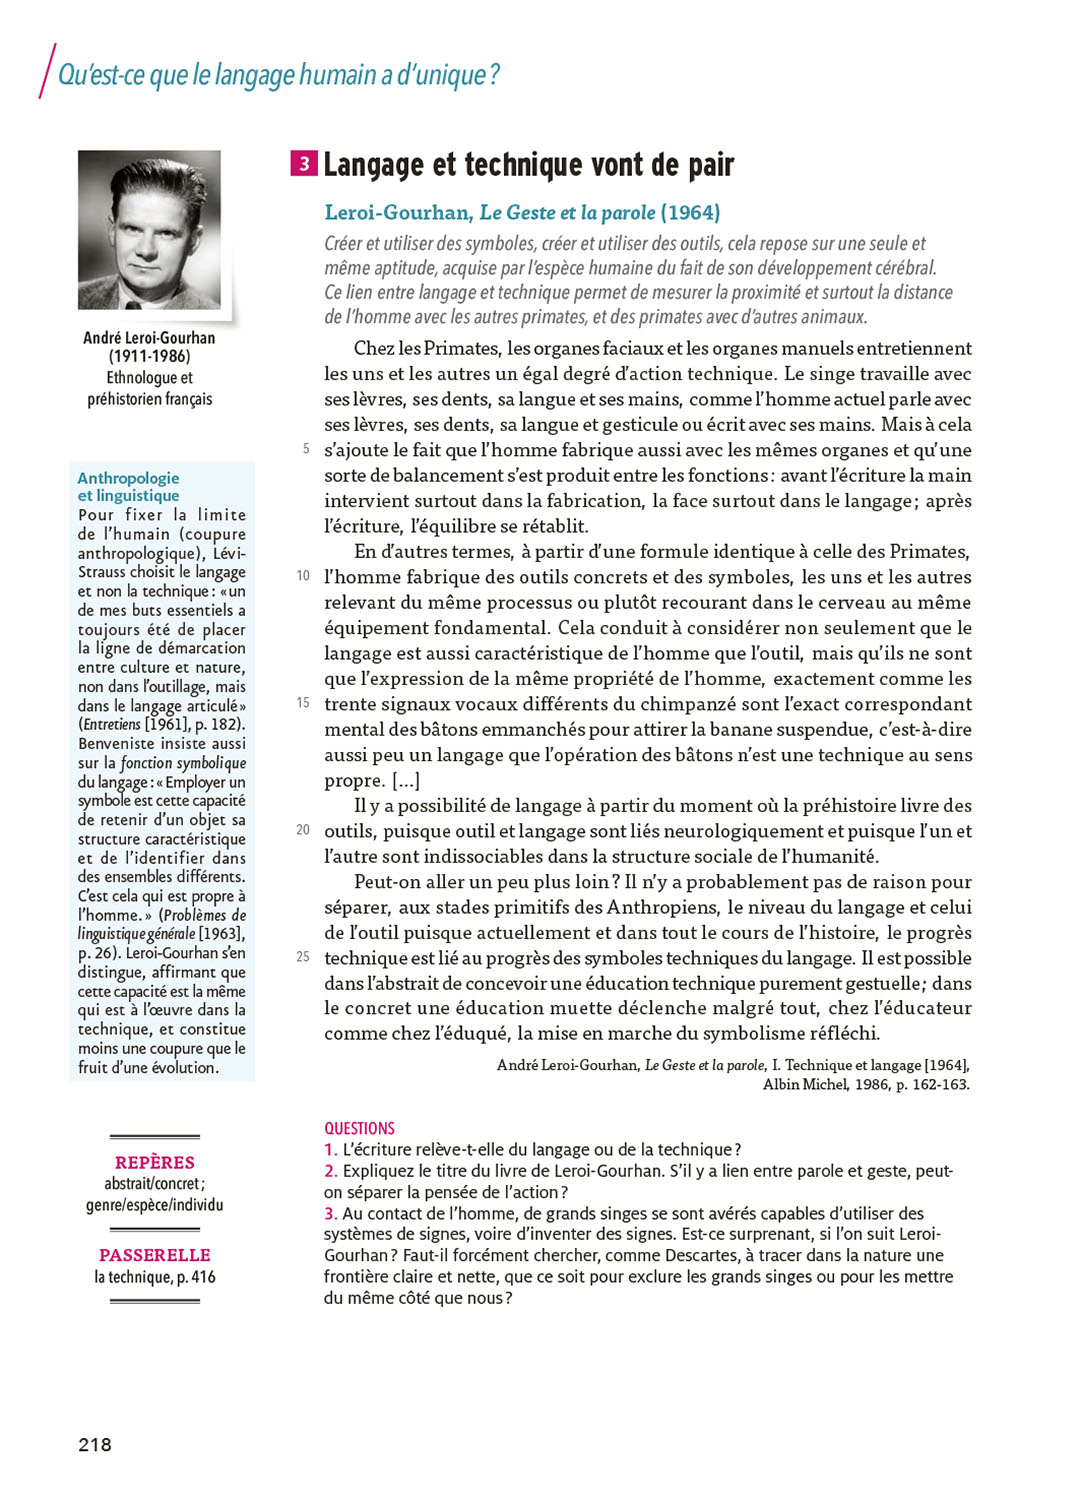 Qu'est-ce que le langage humain a d'unique ?
André Leroi-Gourhan
(1911-1986)
Ethnologue et
préhistorien français
Anthropologie
et linguistique
Pour fixer la limite
de l'humain (coupure
anthropologique), Lévi-
Strauss choisit le langage
et non la technique : « un
de mes buts essentiels a
toujours été de placer
la ligne de démarcation
entre culture et nature,
non dans l'outillage, mais
dans le langage articulé »
(Entretiens [1961], p. 182).
Benveniste insiste aussi
sur la fonction symbolique
du langage : « Employer un
symbole est cette capacité
de retenir d'un objet sa
structure caractéristique
et de l'identifier dans
des ensembles différents.
C'est cela qui est propre à
l'homme. » (Problèmes de
linguistique générale [1963],
p. 26). Leroi-Gourhan s'en
distingue, affirmant que
cette capacité est la même
qui est à l'œuvre dans la
technique, et constitue
moins une coupure que le
fruit d'une évolution.
REPÈRES
abstrait/concret ;
genre/espèce/individu
PASSERELLE
la technique, p. 416
3 Langage et technique vont de pair
Leroi-Gourhan, Le Geste et la parole (1964)
Créer et utiliser des symboles, créer et utiliser des outils, cela repose sur une seule et
même aptitude, acquise par l'espèce humaine du fait de son développement cérébral.
Ce lien entre langage et technique permet de mesurer la proximité et surtout la distance
de l'homme avec les autres primates, et des primates avec d'autres animaux.
Chez les Primates, les organes faciaux et les organes manuels entretiennent
les uns et les autres un égal degré d'action technique. Le singe travaille avec
ses lèvres, ses dents, sa langue et ses mains, comme l'homme actuel parle avec
ses lèvres, ses dents, sa langue et gesticule ou écrit avec ses mains. Mais à cela
5 s'ajoute le fait que l'homme fabrique aussi avec les mêmes organes et qu'une
sorte de balancement s'est produit entre les fonctions : avant l'écriture la main
intervient surtout dans la fabrication, la face surtout dans le langage ; après
l'écriture, l'équilibre se rétablit.
En d'autres termes, à partir d'une formule identique à celle des Primates,
10 l'homme fabrique des outils concrets et des symboles, les uns et les autres
relevant du même processus ou plutôt recourant dans le cerveau au même
équipement fondamental. Cela conduit à considérer non seulement que le
langage est aussi caractéristique de l'homme que l'outil, mais qu'ils ne sont
que l'expression de la même propriété de l'homme, exactement comme les
15 trente signaux vocaux différents du chimpanzé sont l'exact correspondant
mental des bâtons emmanchés pour attirer la banane suspendue, c'est-à-dire
aussi peu un langage que l'opération des bâtons n'est une technique au sens
propre. [...]
Il y a possibilité de langage à partir du moment où la préhistoire livre des
20 outils, puisque outil et langage sont liés neurologiquement et puisque l'un et
l'autre sont indissociables dans la structure sociale de l'humanité.
Peut-on aller un peu plus loin ? Il n'y a probablement pas de raison pour
séparer, aux stades primitifs des Anthropiens, le niveau du langage et celui
de l'outil puisque actuellement et dans tout le cours de l'histoire, le progrès
25 technique est lié au progrès des symboles techniques du langage. Il est possible
dans l'abstrait de concevoir une éducation technique purement gestuelle ; dans
le concret une éducation muette déclenche malgré tout, chez l'éducateur
comme chez l'éduqué, la mise en marche du symbolisme réfléchi.
André Leroi-Gourhan, Le Geste et la parole, I. Technique et langage [1964],
Albin Michel, 1986, p. 162-163.
QUESTIONS
1. L'écriture relève-t-elle du langage ou de la technique ?
2. Expliquez le titre du livre de Leroi-Gourhan. S'il y a lien entre parole et geste, peut-
on séparer la pensée de l'action ?
3. Au contact de l'homme, de grands singes se sont avérés capables d'utiliser des
systèmes de signes, voire d'inventer des signes. Est-ce surprenant, si l'on suit Leroi-
Gourhan ? Faut-il forcément chercher, comme Descartes, à tracer dans la nature une
frontière claire et nette, que ce soit pour exclure les grands singes ou pour les mettre
du même côté que nous ?
218